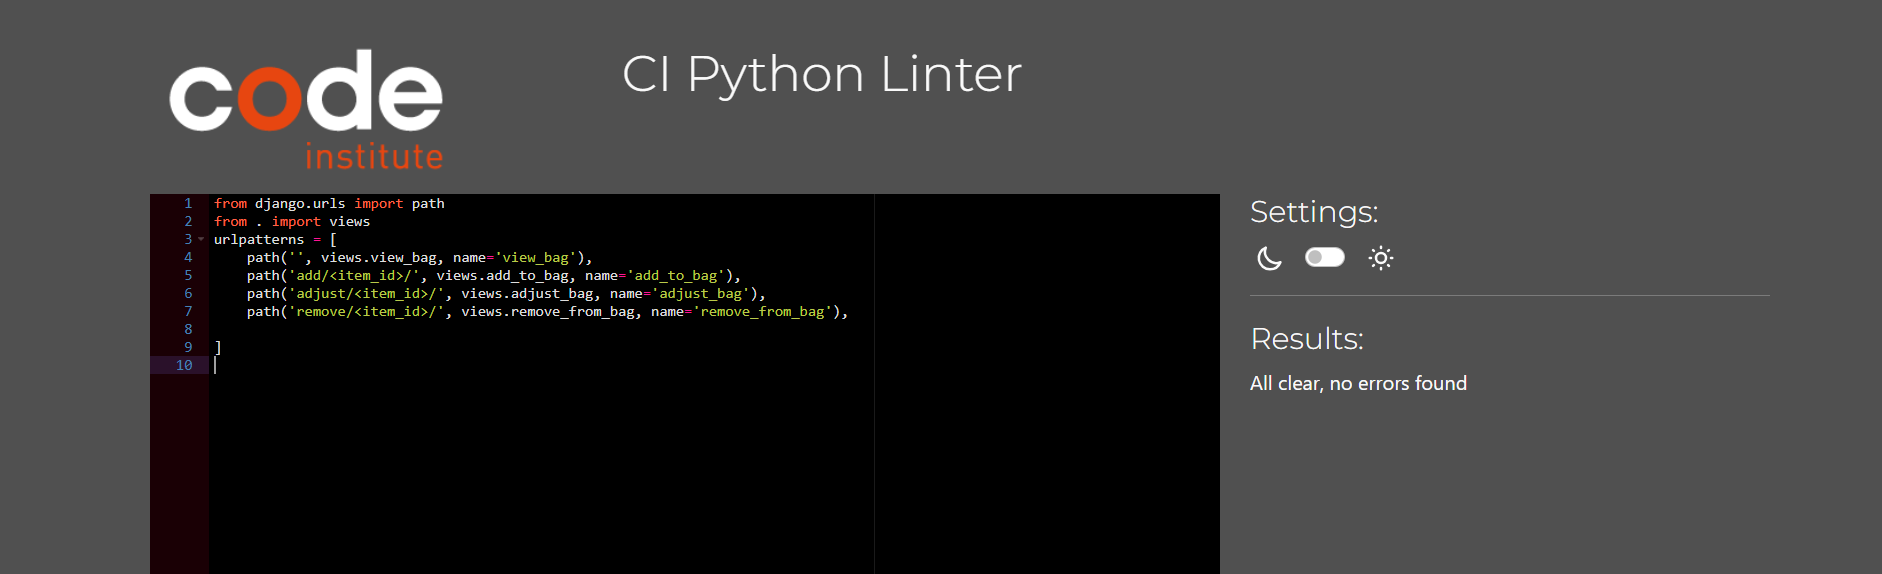 code
institute
CI Python Linter
1 from django.urls import path
2 from . import views
3 urlpatterns = [
4     path('', views.view_bag, name='view_bag'),
5     path('add/<item_id>/', views.add_to_bag, name='add_to_bag'),
6     path('adjust/<item_id>/', views.adjust_bag, name='adjust_bag'),
7     path('remove/<item_id>/', views.remove_from_bag, name='remove_from_bag'),
8
9 ]
10
Settings:
Results:
All clear, no errors found